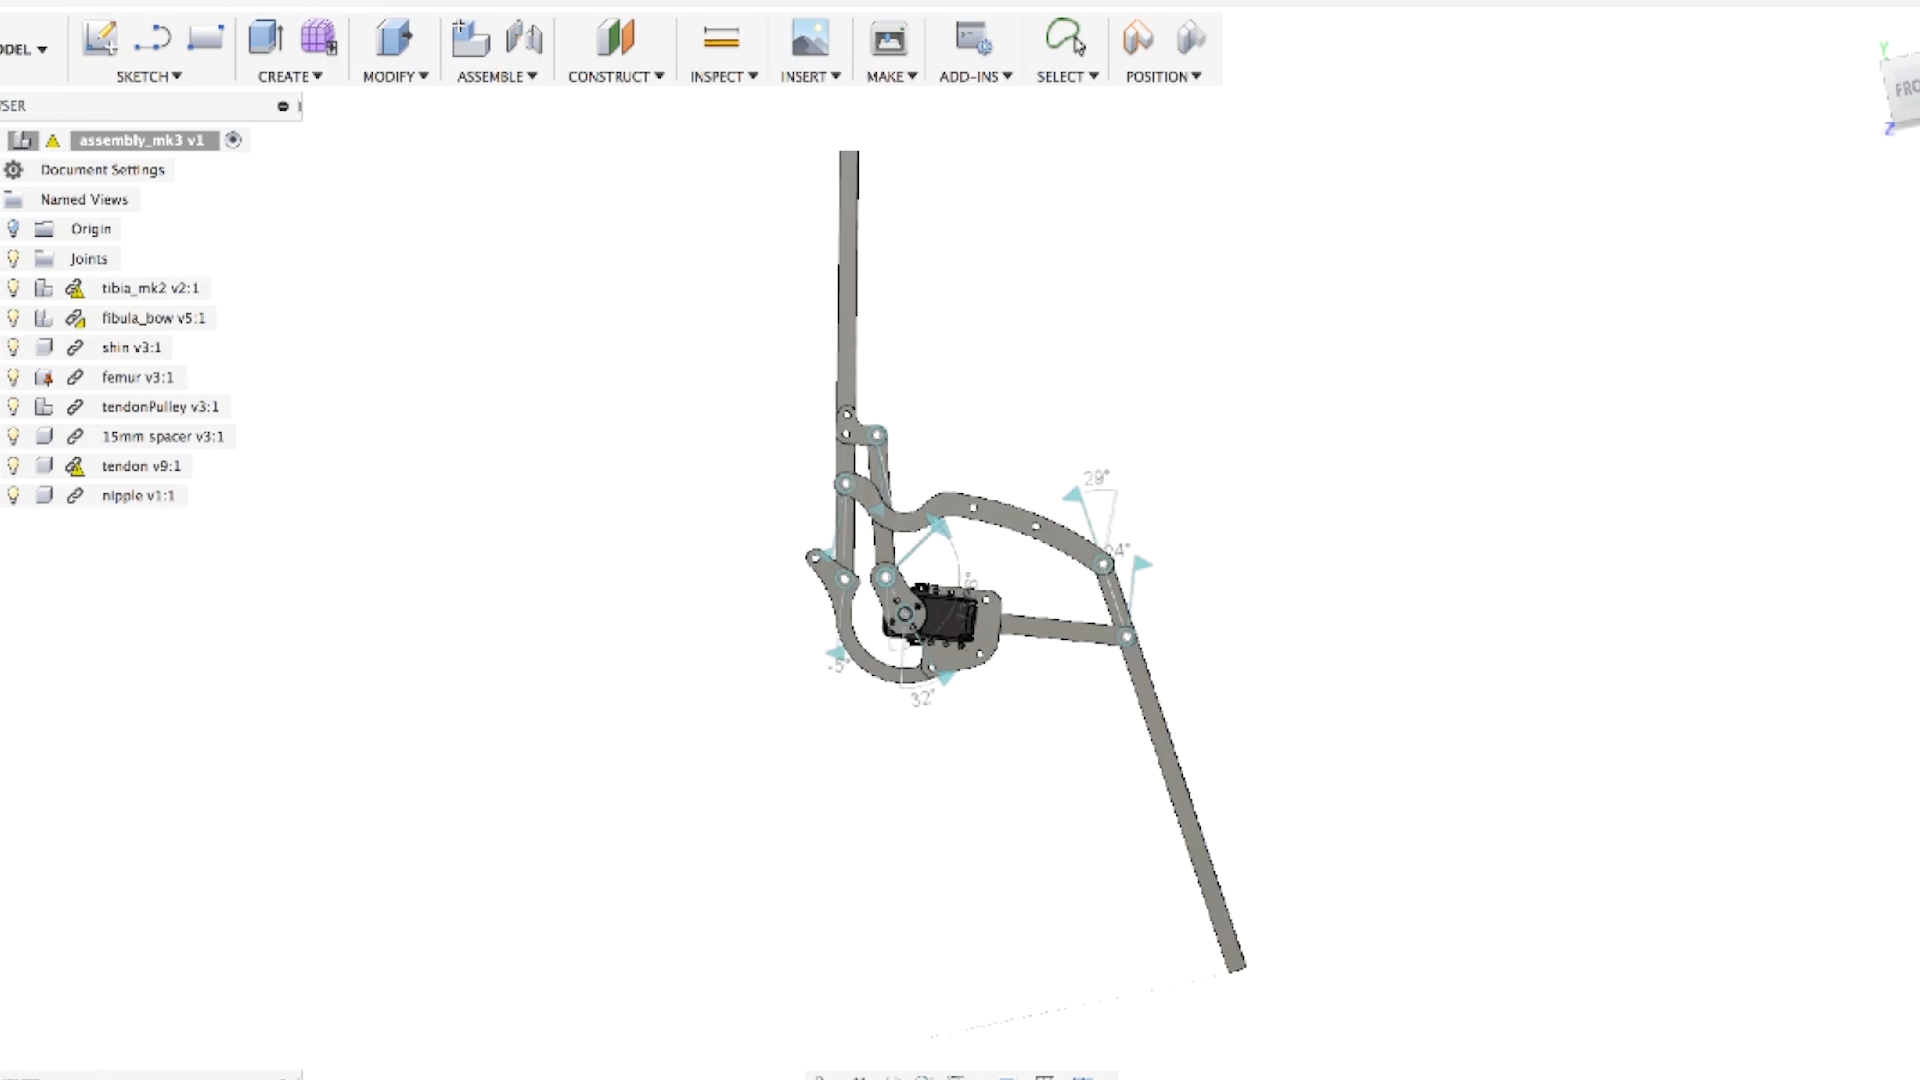 DEL ▼
SKETCH ▼
CREATE ▼
MODIFY ▼
ASSEMBLE ▼
CONSTRUCT ▼
INSPECT ▼
INSERT ▼
MAKE ▼
ADD-INS ▼
SELECT ▼
POSITION ▼
Y
FRO
Z
SER
assembly_mk3 v1
Document Settings
Named Views
Origin
Joints
tibia_mk2 v2:1
fibula_bow v5:1
shin v3:1
femur v3:1
tendonPulley v3:1
15mm spacer v3:1
tendon v9:1
nipple v1:1
29°
-5°
32°